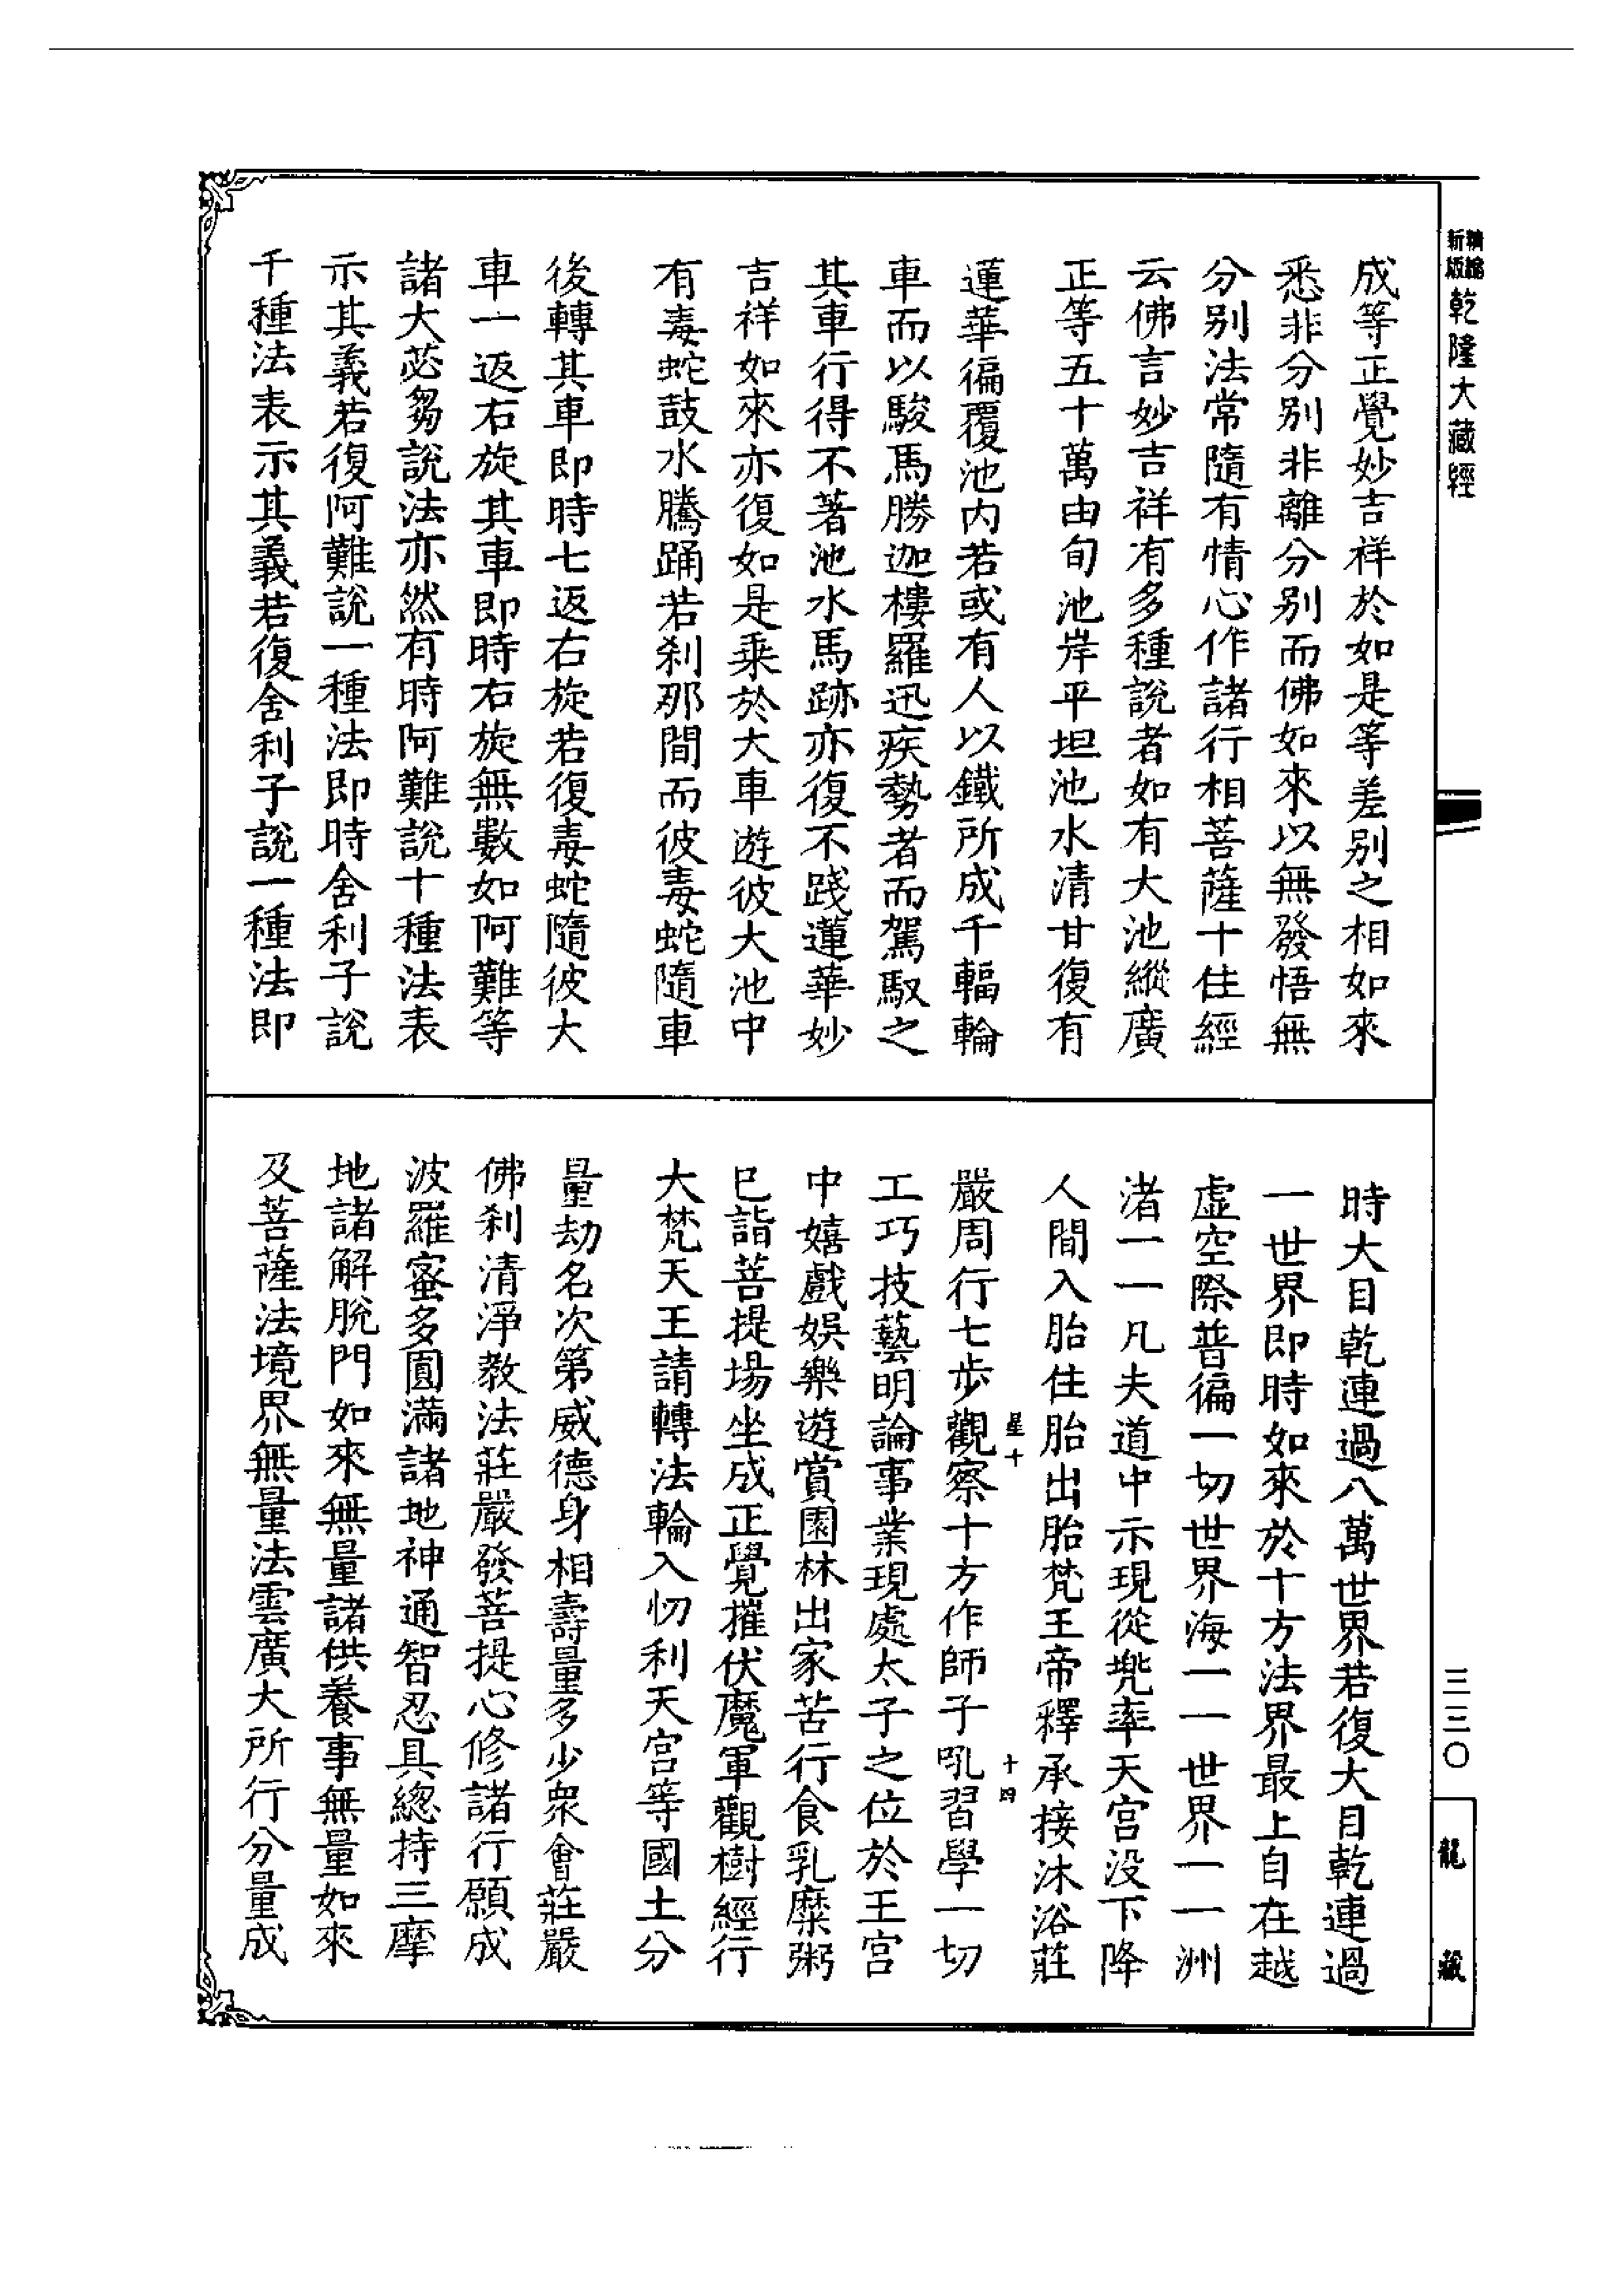 新版精縮
乾隆大藏經
三三〇
龍藏
成等正覺妙吉祥於如是等差别之相如來
悉非分别非離分别而佛如來以無發悟無
分别法常隨有情心作諸行相菩薩十住經
云佛言妙吉祥有多種說者如有大池縱廣
正等五十萬由旬池岸平坦池水清甘復有
蓮華徧覆池内若或有人以鐵所成千輻輪
車而以駿馬勝迦樓羅迅疾勢者而駕馭之
其車行得不著池水馬跡亦復不踐蓮華妙
吉祥如來亦復如是乘於大車遊彼大池中
有毒蛇鼓水騰踊若刹那間而彼毒蛇隨車
後轉其車即時七返右旋若復毒蛇隨彼大
車一返右旋其車即時右旋無數如阿難等
諸大苾芻說法亦然有時阿難說十種法表
示其義若復阿難說一種法即時舍利子說
千種法表示其義若復舍利子說一種法即
時大目乾連過八萬世界若復大目乾連過
一世界即時如來於十方法界最上自在越
虛空際普徧一切世界海一一世界一一洲
渚一一凡夫道中示現從兠率天宫没下降
人間入胎住胎出胎梵王帝釋承接沐浴莊
星十
十四
嚴周行七步觀察十方作師子吼習學一切
工巧技藝明論事業現處太子之位於王宫
中嬉戲娱樂遊賞園林出家苦行食乳糜粥
巳詣菩提場坐成正覺摧伏魔軍觀樹經行
大梵天王請轉法輪入忉利天宫等國土分
量劫名次第威德身相壽量多少衆會莊嚴
佛刹清淨教法莊嚴發菩提心修諸行願成
波羅蜜多圓滿諸地神通智忍具總持三摩
地諸解脫門如來無量諸供養事無量如來
及菩薩法境界無量法雲廣大所行分量成